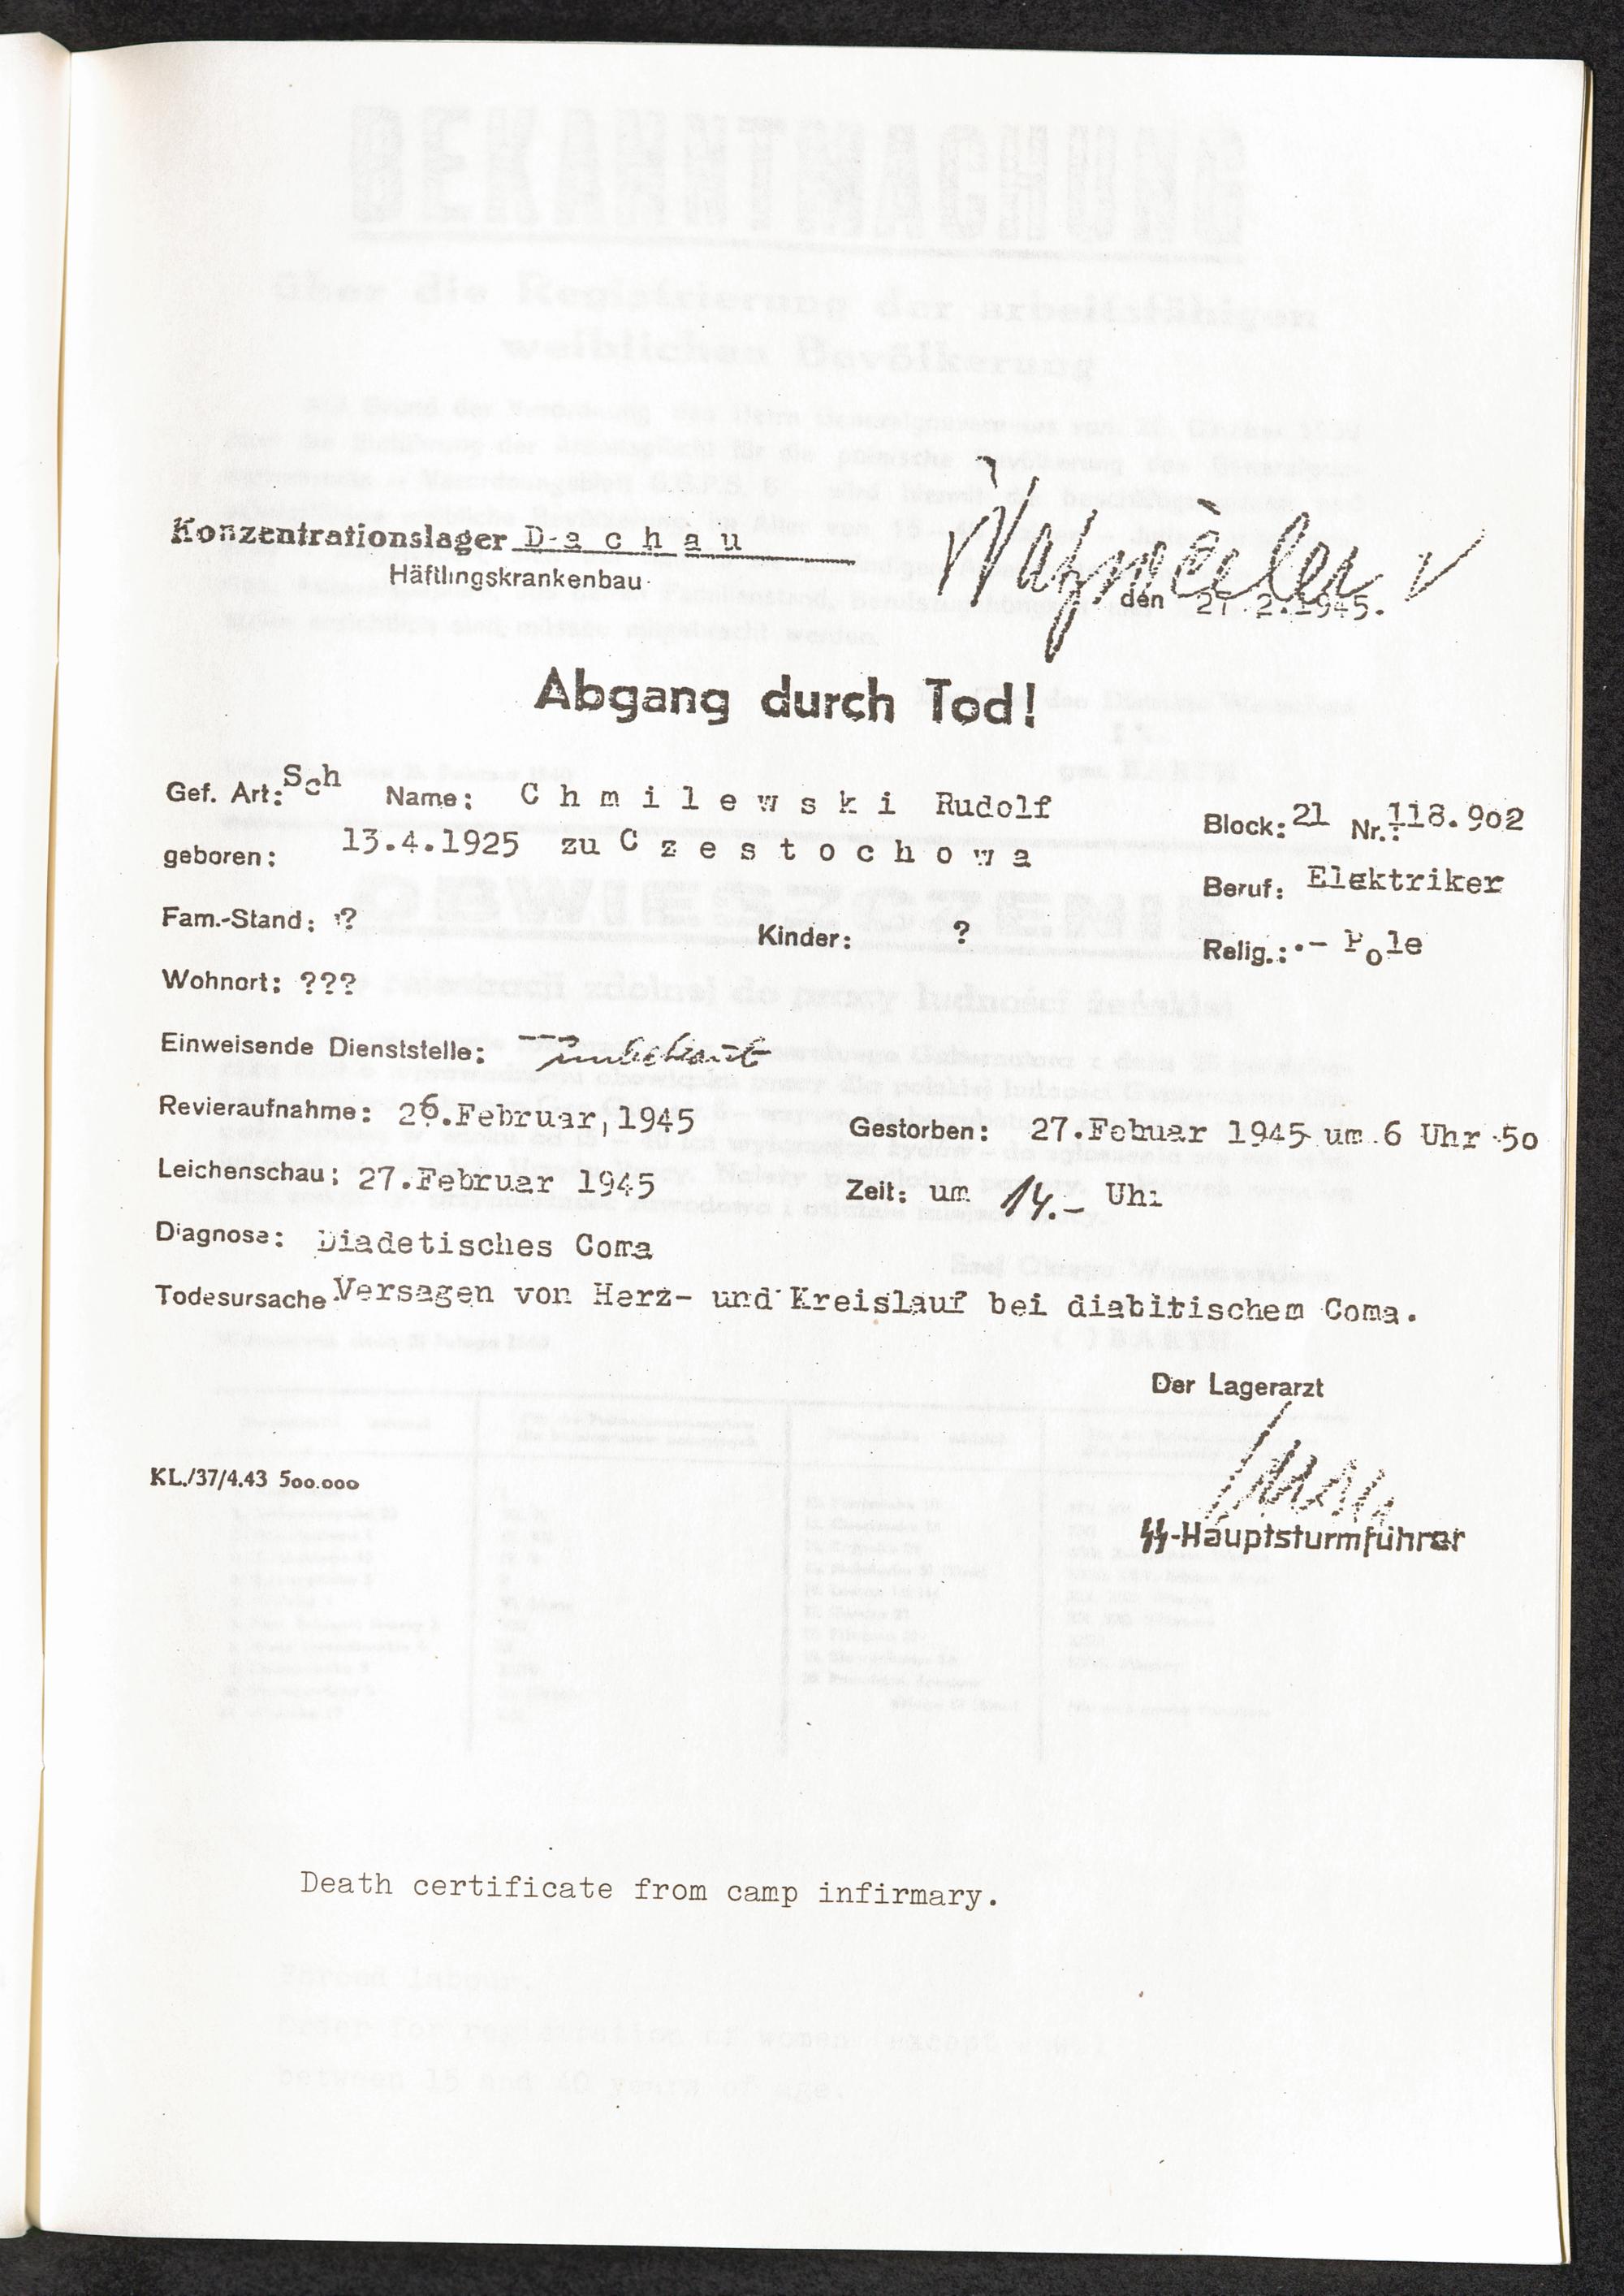 Konzentrationslager D a c h a u
Häftlingskrankenbau
Natzweiler
den 27.2.1945.
Abgang durch Tod!
Gef. Art: Sch Name: C h m i l e w s k i Rudolf
Block: 21 Nr.: 118.902
geboren: 13.4.1925 zu C z e s t o c h o w a
Beruf: Elektriker
Fam.-Stand: ? Kinder: ? Relig.: - Pole
Wohnort: ???
Einweisende Dienststelle: unbekannt
Revieraufnahme: 26.Februar,1945 Gestorben: 27.Febuar 1945 um 6 Uhr 50
Leichenschau: 27.Februar 1945 Zeit: um 14.- Uhr
Diagnose: Diadetisches Coma
Todesursache Versagen von Herz- und Kreislauf bei diabitischem Coma.
Der Lagerarzt
SS-Hauptsturmführer
KL./37/4.43 500.000
Death certificate from camp infirmary.